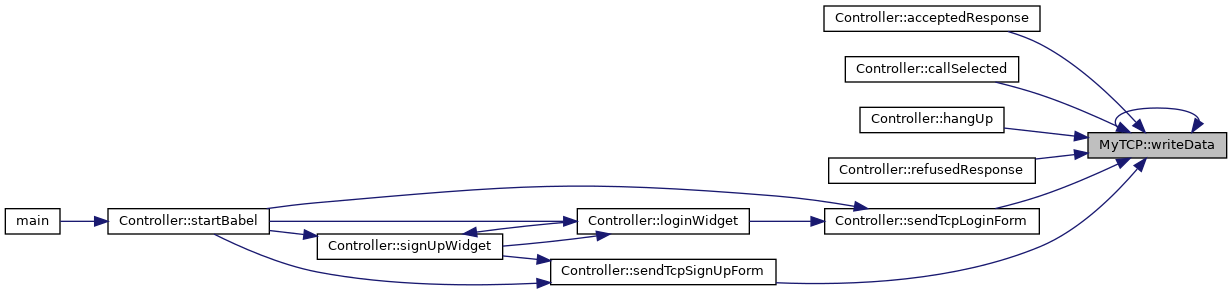 Controller::acceptedResponse
Controller::callSelected
Controller::hangUp
MyTCP::writeData
Controller::refusedResponse
main
Controller::startBabel
Controller::loginWidget
Controller::sendTcpLoginForm
Controller::signUpWidget
Controller::sendTcpSignUpForm